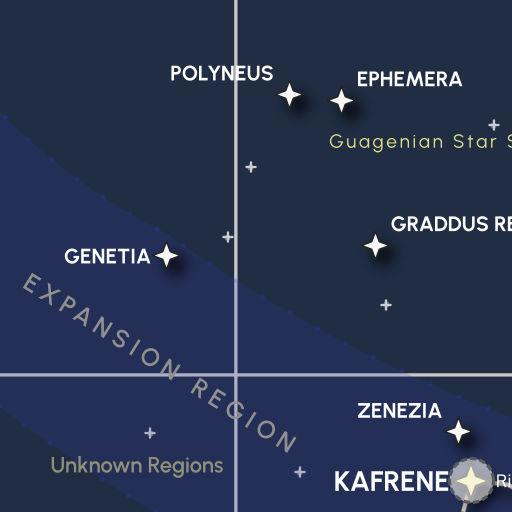 POLYNEUS
EPHEMERA
Guagenian Star S
GRADDUS RE
GENETIA
EXPANSION REGION
ZENEZIA
Unknown Regions
KAFRENE
Ri